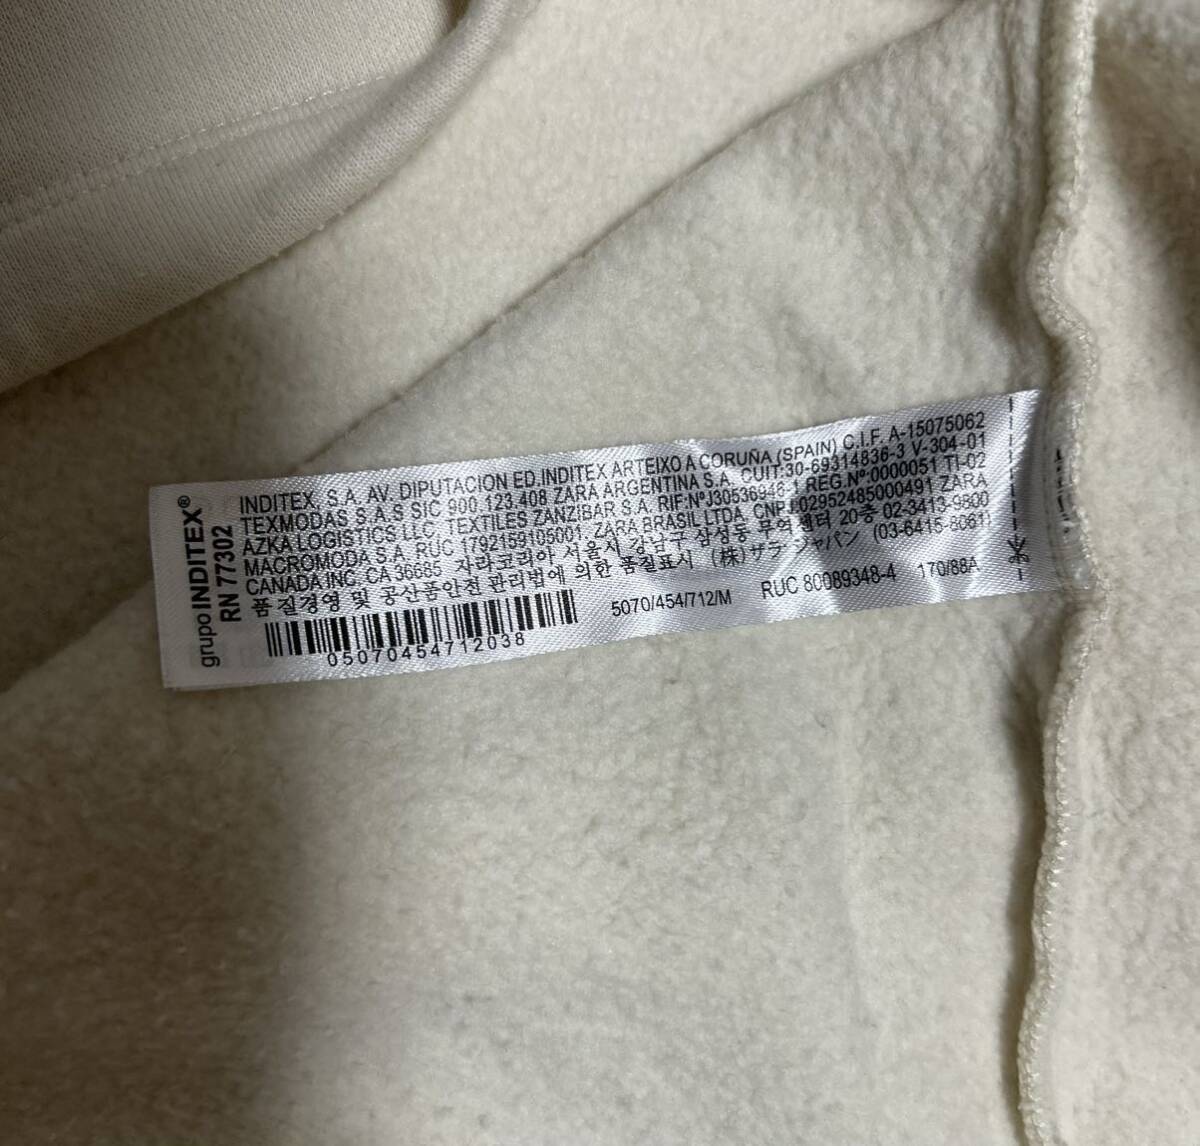 grupo INDITEX®
RN 77302
INDITEX, S.A. AV. DIPUTACION ED.INDITEX ARTEIXO A CORUÑA (SPAIN) C.I.F. A-15075062
TEXMODAS S.A.S SIC 900.123.408 ZARA ARGENTINA S.A. CUIT:30-69314836-3 V-304-01
AZKA LOGISTICS LLC, TEXTILES ZANZIBAR S.A. RIF:NºJ30536946-1 REG.Nº:0000051 TI-02
MACROMODA S.A. RUC 1792159105001. ZARA BRASIL LTDA, CNPJ.02952485000491 ZARA
CANADA INC. CA 36685 자라코리아 서울시 강남구 삼성동 무역센터 20층 02-3413-9800
품질경영 및 공산품안전 관리법에 의한 품질표시 (株)ザラ・ジャパン (03-6415-8061)
5070/454/712/M RUC 80089348-4 170/88A
05070454712038